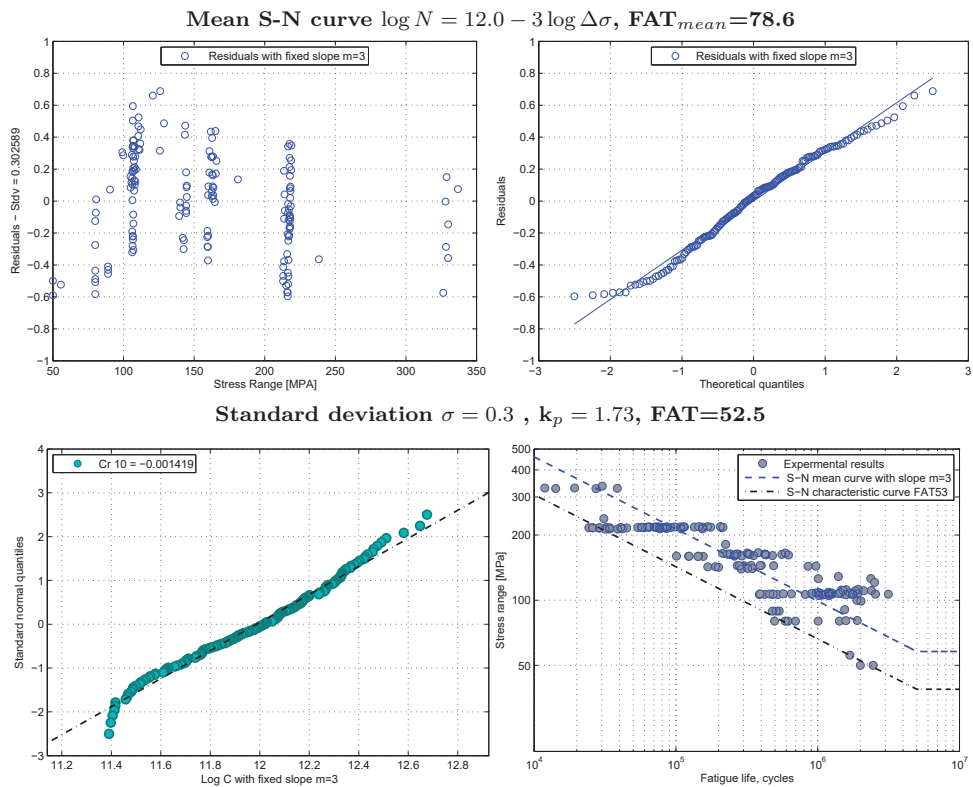 Mean S-N curve log N = 12.0 − 3 log Δσ, FAT_mean=78.6
Residuals with fixed slope m=3
1
0.8
0.6
0.4
0.2
0
−0.2
−0.4
−0.6
−0.8
−1
Residuals − Stdv = 0.302589
50 100 150 200 250 300 350
Stress Range [MPA]
Residuals with fixed slope m=3
1
0.8
0.6
0.4
0.2
0
−0.2
−0.4
−0.6
−0.8
−1
Residuals
−3 −2 −1 0 1 2 3
Theoretical quantiles
Standard deviation σ = 0.3 , k_p = 1.73, FAT=52.5
Cr 10 = −0.001419
4
3
2
1
0
−1
−2
−3
Standard normal quantiles
11.2 11.4 11.6 11.8 12 12.2 12.4 12.6 12.8
Log C with fixed slope m=3
Expermental results
S−N mean curve with slope m=3
S−N characteristic curve FAT53
500
400
300
200
100
50
Stress range [MPa]
10^4 10^5 10^6 10^7
Fatigue life, cycles